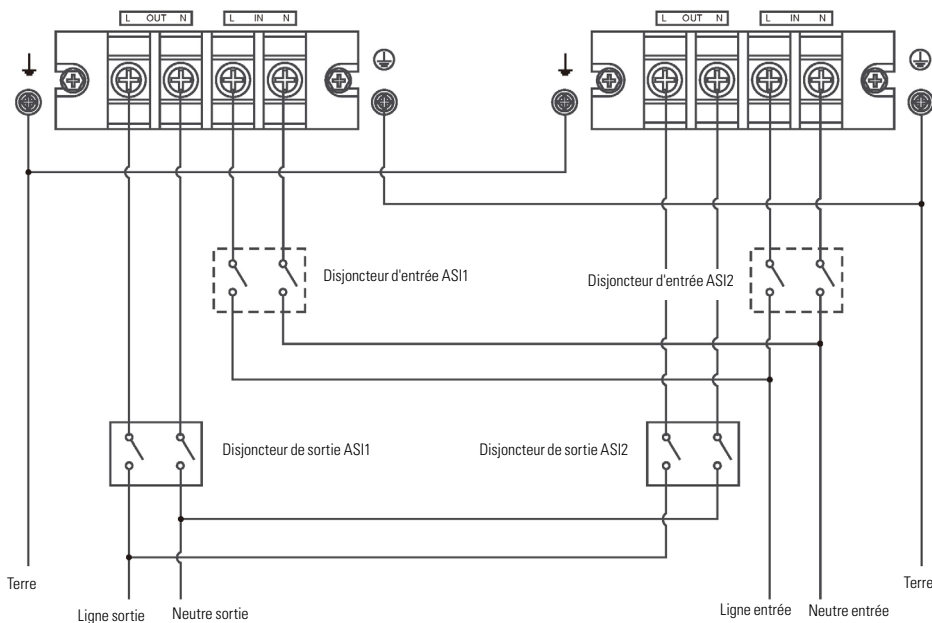 L OUT N
L IN N
L OUT N
L IN N
Disjoncteur d'entrée ASI1
Disjoncteur d'entrée ASI2
Disjoncteur de sortie ASI1
Disjoncteur de sortie ASI2
Terre
Terre
Ligne sortie
Neutre sortie
Ligne entrée
Neutre entrée